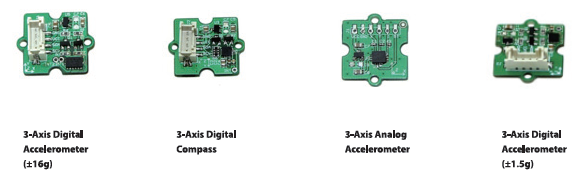 3-Axis Digital
Accelerometer
(±16g)
3-Axis Digital
Compass
3-Axis Analog
Accelerometer
3-Axis Digital
Accelerometer
(±1.5g)